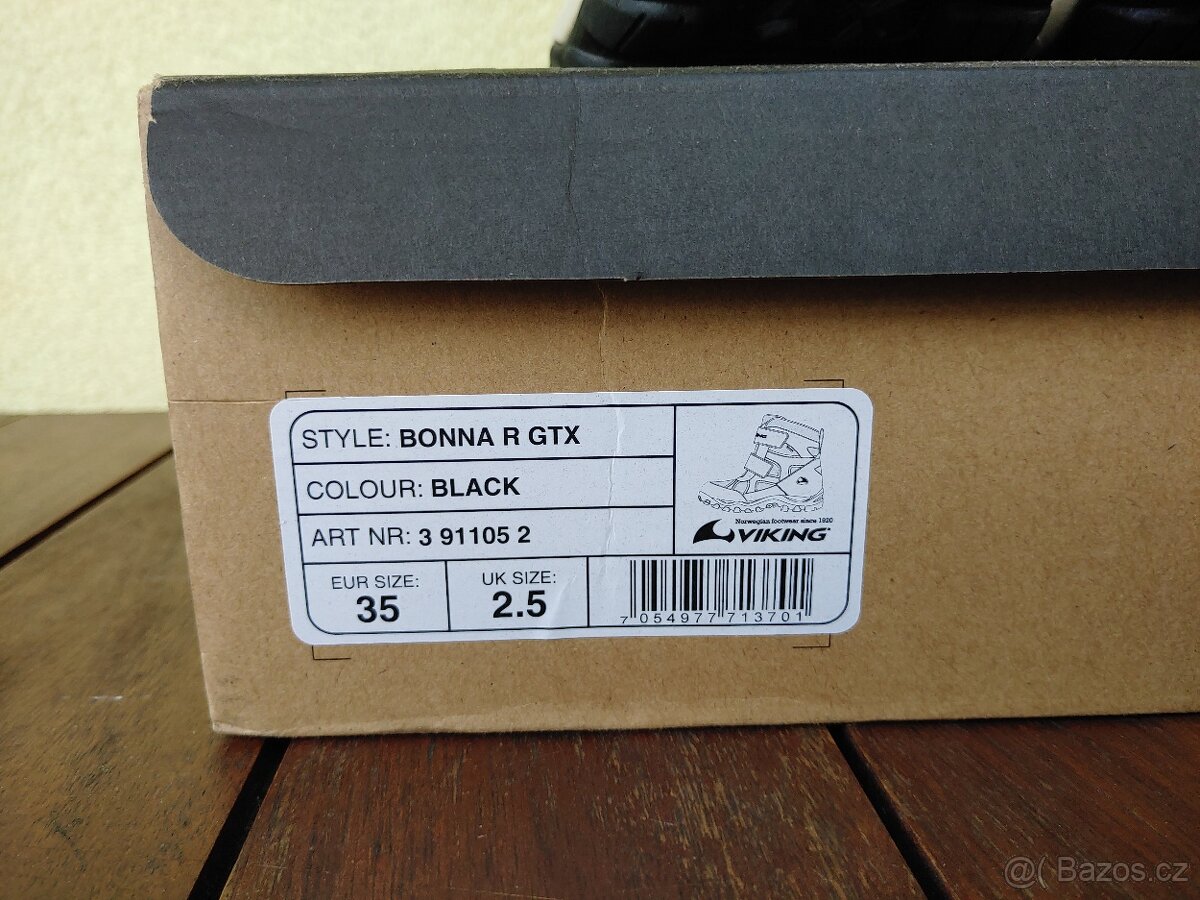 STYLE: BONNA R GTX
COLOUR: BLACK
ART NR: 3 91105 2
Norwegian footwear since 1920
VIKING
EUR SIZE:
35
UK SIZE:
2.5
7 054977 713701
@( Bazos.cz